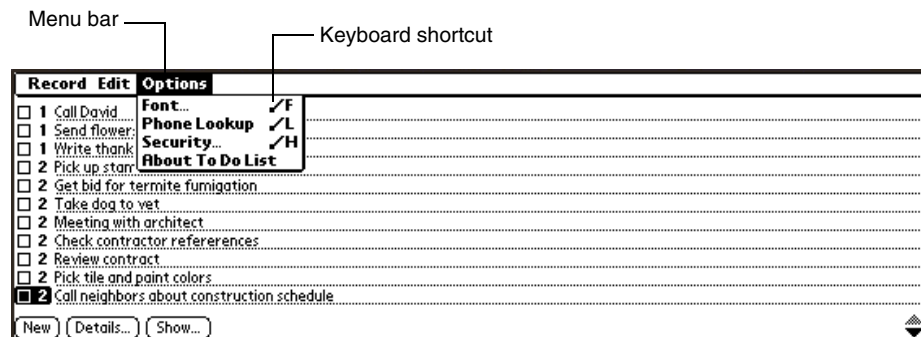 Menu bar
Keyboard shortcut
Record Edit Options
Font... /F
Phone Lookup /L
Security... /H
About To Do List
1 Call David
1 Send flower
1 Write thank
2 Pick up
2 Get bid for termite fumigation
2 Take dog to vet
2 Meeting with architect
2 Check contractor refererences
2 Review contract
2 Pick tile and paint colors
2 Call neighbors about construction schedule
New Details... Show...